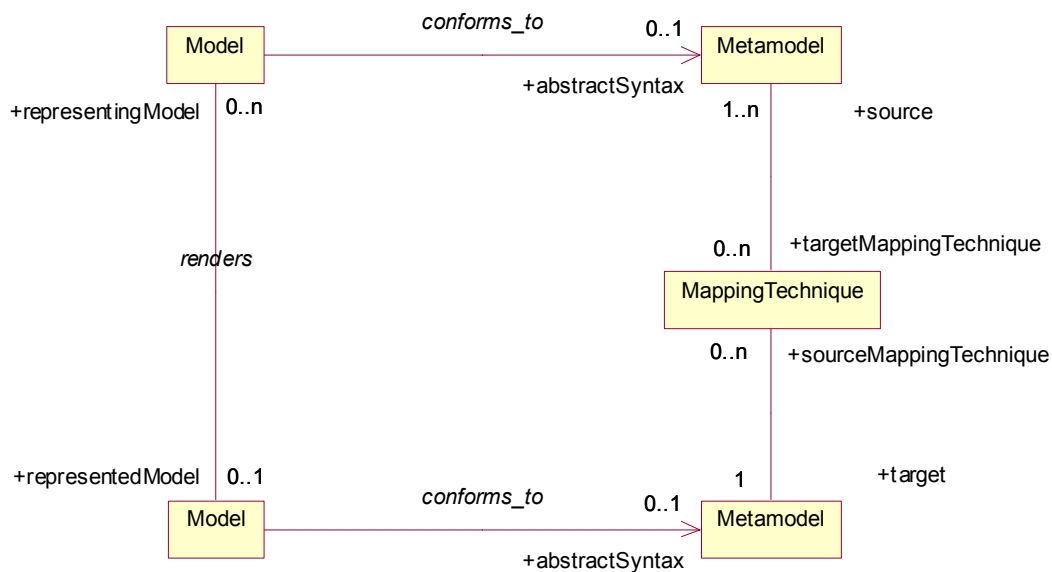 conforms_to
Model
0..1
Metamodel
+abstractSyntax
+representingModel
0..n
1..n
+source
renders
0..n
+targetMappingTechnique
MappingTechnique
0..n
+sourceMappingTechnique
+representedModel
0..1
conforms_to
0..1
1
+target
Model
Metamodel
+abstractSyntax